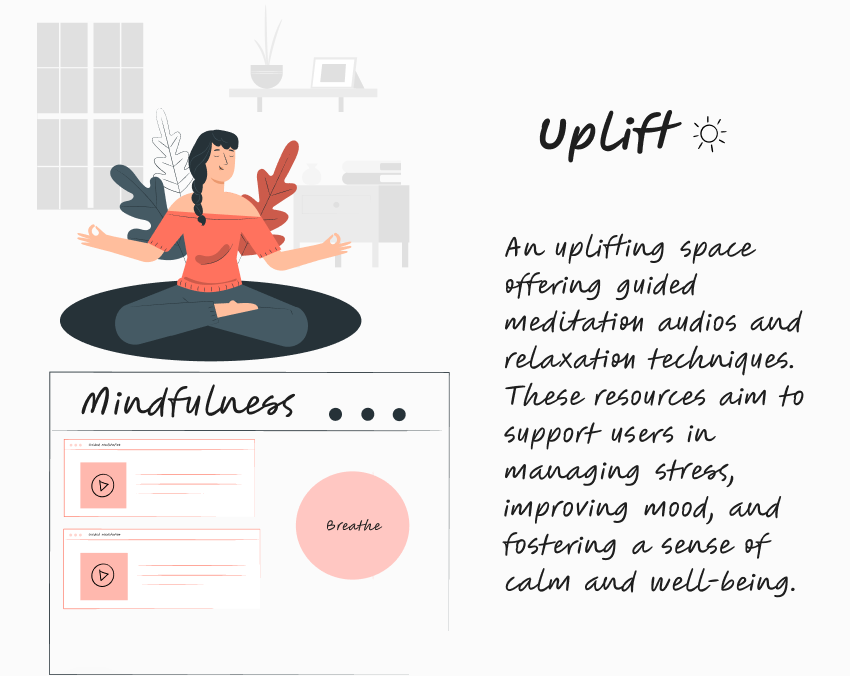 Uplift
An uplifting space
offering guided
meditation audios and
relaxation techniques.
These resources aim to
support users in
managing stress,
improving mood, and
fostering a sense of
calm and well-being.
Mindfulness
Guided meditation
Breathe
Guided meditation